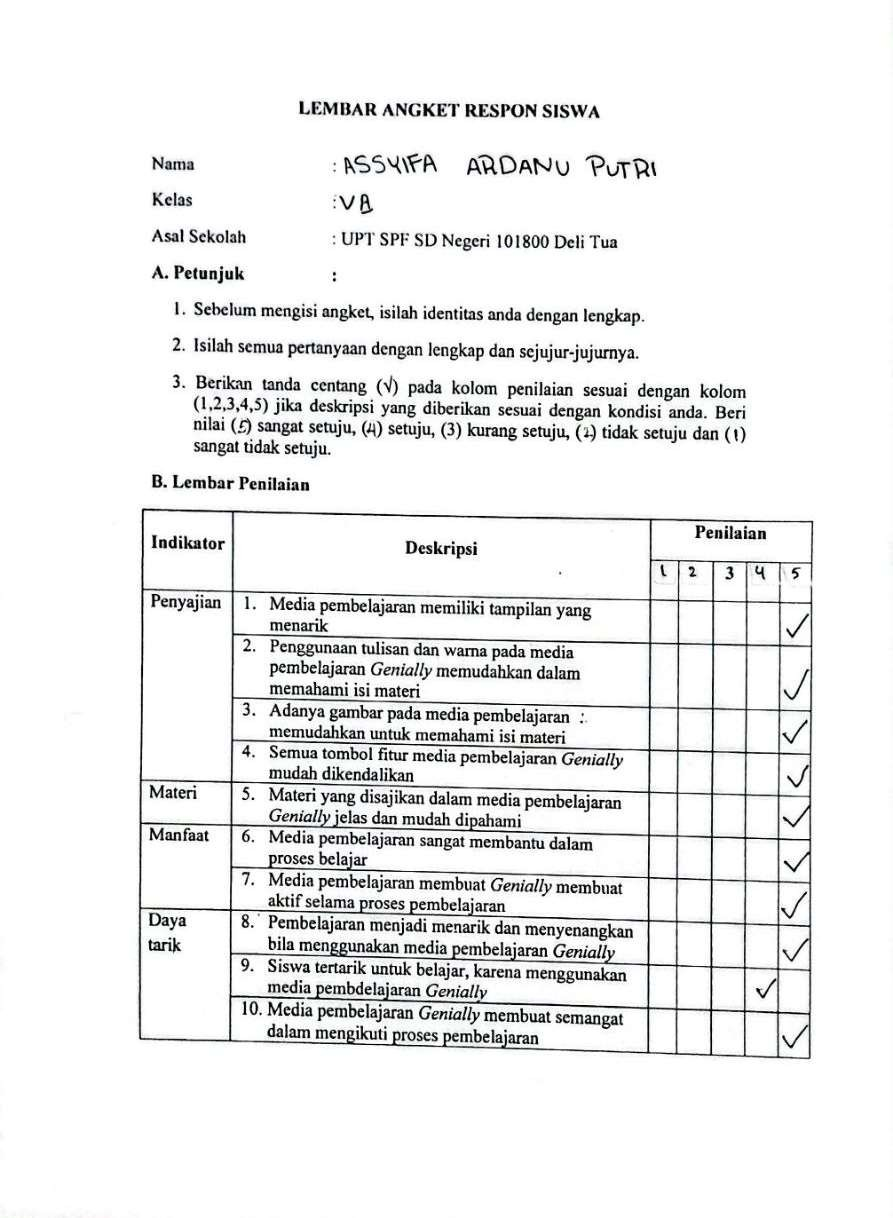 LEMBAR ANGKET RESPON SISWA
Nama : ASSYIFA ARDANU PUTRI
Kelas : V B
Asal Sekolah : UPT SPF SD Negeri 101800 Deli Tua
A. Petunjuk :
1. Sebelum mengisi angket, isilah identitas anda dengan lengkap.
2. Isilah semua pertanyaan dengan lengkap dan sejujur-jujurnya.
3. Berikan tanda centang (√) pada kolom penilaian sesuai dengan kolom
(1,2,3,4,5) jika deskripsi yang diberikan sesuai dengan kondisi anda. Beri
nilai (5) sangat setuju, (4) setuju, (3) kurang setuju, (2) tidak setuju dan (1)
sangat tidak setuju.
B. Lembar Penilaian
Indikator Deskripsi Penilaian
1 2 3 4 5
Penyajian 1. Media pembelajaran memiliki tampilan yang
menarik ✓
2. Penggunaan tulisan dan warna pada media
pembelajaran Genially memudahkan dalam
memahami isi materi ✓
3. Adanya gambar pada media pembelajaran :
memudahkan untuk memahami isi materi ✓
4. Semua tombol fitur media pembelajaran Genially
mudah dikendalikan ✓
Materi 5. Materi yang disajikan dalam media pembelajaran
Genially jelas dan mudah dipahami ✓
Manfaat 6. Media pembelajaran sangat membantu dalam
proses belajar ✓
7. Media pembelajaran membuat Genially membuat
aktif selama proses pembelajaran ✓
Daya 8. Pembelajaran menjadi menarik dan menyenangkan
tarik bila menggunakan media pembelajaran Genially ✓
9. Siswa tertarik untuk belajar, karena menggunakan
media pembdelajaran Genially ✓
10. Media pembelajaran Genially membuat semangat
dalam mengikuti proses pembelajaran ✓